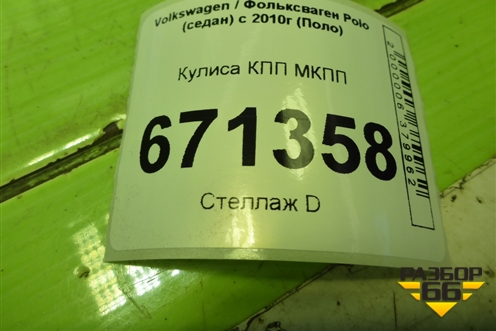 Volkswagen / Фольксваген Polo
(седан) с 2010г (Поло)
Кулиса КПП МКПП
671358
Стеллаж D
2000006379962
РАЗБОР
66